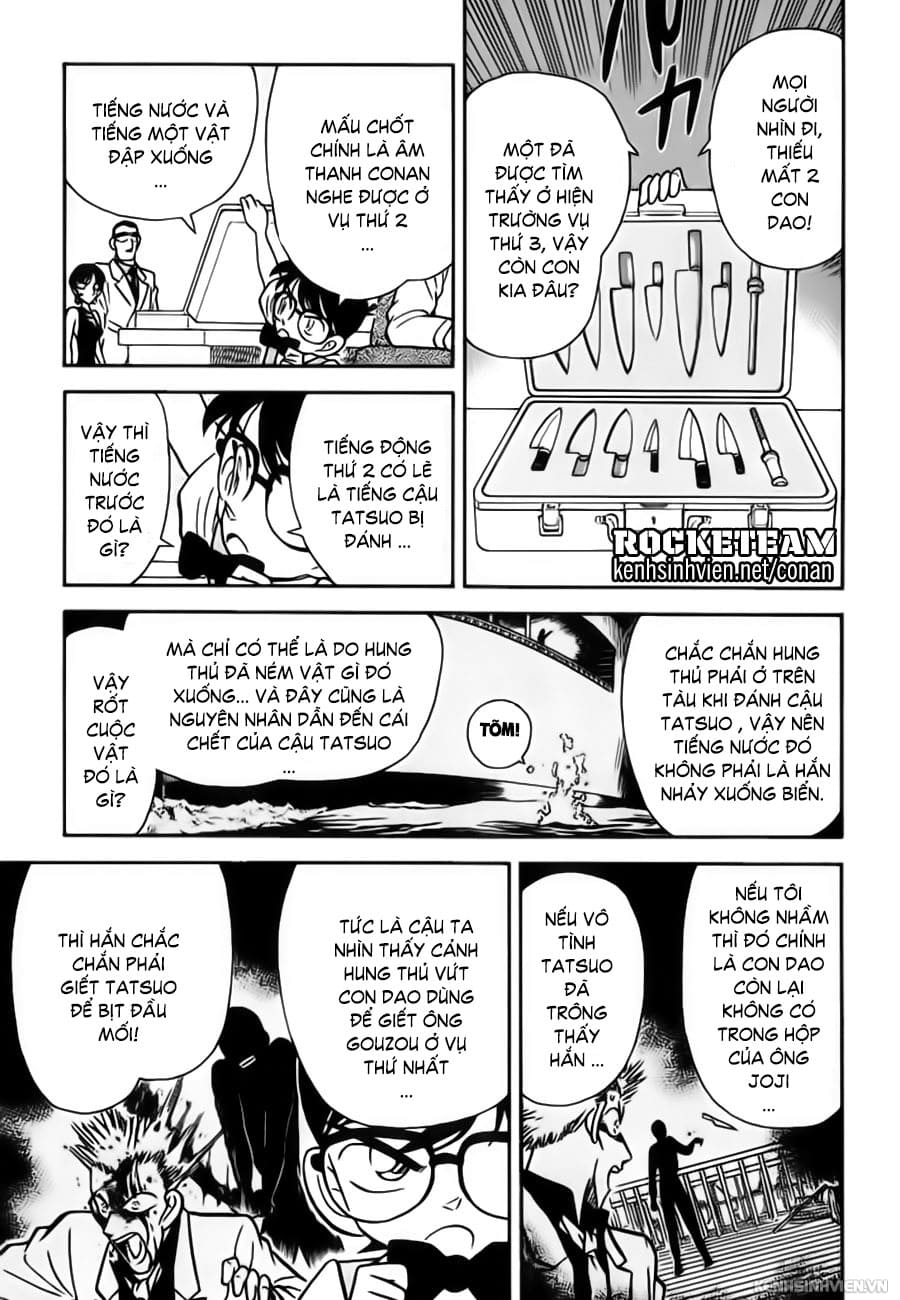 MỌI
NGƯỜI
NHÌN ĐI,
THIẾU
MẤT 2
CON
DAO!
MỘT ĐÃ
ĐƯỢC TÌM
THẤY Ở HIỆN
TRƯỜNG VỤ
THỨ 3, VẬY
CÒN CON
KIA ĐÂU?
ROCKETEAM
kenhsinhvien.net/conan
MẤU CHỐT
CHÍNH LÀ ÂM
THANH CONAN
NGHE ĐƯỢC Ở
VỤ THỨ 2
...
TIẾNG NƯỚC VÀ
TIẾNG MỘT VẬT
ĐẬP XUỐNG
...
TIẾNG ĐỘNG
THỨ 2 CÓ LẼ
LÀ TIẾNG CẬU
TATSUO BỊ
ĐÁNH ...
VẬY THÌ
TIẾNG
NƯỚC
TRƯỚC
ĐÓ LÀ
GÌ?
CHẮC CHẮN HUNG
THỦ PHẢI Ở TRÊN
TÀU KHI ĐÁNH CẬU
TATSUO , VẬY NÊN
TIẾNG NƯỚC ĐÓ
KHÔNG PHẢI LÀ HẮN
NHẢY XUỐNG BIỂN.
TÕM!
MÀ CHỈ CÓ THỂ LÀ DO HUNG
THỦ ĐÃ NÉM VẬT GÌ ĐÓ
XUỐNG... VÀ ĐÂY CŨNG LÀ
NGUYÊN NHÂN DẪN ĐẾN CÁI
CHẾT CỦA CẬU TATSUO
...
VẬY
RỐT
CUỘC
VẬT
ĐÓ LÀ
GÌ?
NẾU TÔI
KHÔNG NHẦM
THÌ ĐÓ CHÍNH
LÀ CON DAO
CÒN LẠI
KHÔNG CÓ
TRONG HỘP
CỦA ÔNG
JOJI
...
NẾU VÔ
TÌNH
TATSUO
ĐÃ
TRÔNG
THẤY
HẮN ...
TỨC LÀ CẬU TA
NHÌN THẤY CẢNH
HUNG THỦ VỨT
CON DAO DÙNG
ĐỂ GIẾT ÔNG
GOUZOU Ở VỤ
THỨ NHẤT
...
THÌ HẮN CHẮC
CHẮN PHẢI
GIẾT TATSUO
ĐỂ BỊT ĐẦU
MỐI!
KENHSINHVIEN.VN